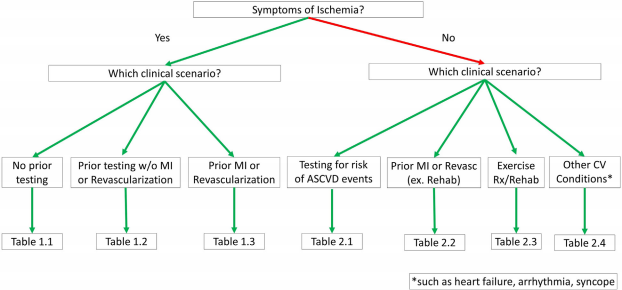 Symptoms of Ischemia?
Yes
No
Which clinical scenario?
Which clinical scenario?
No prior
testing
Prior testing w/o MI
or Revascularization
Prior MI or
Revascularization
Testing for risk
of ASCVD events
Prior MI or Revasc
(ex. Rehab)
Exercise
Rx/Rehab
Other CV
Conditions*
Table 1.1
Table 1.2
Table 1.3
Table 2.1
Table 2.2
Table 2.3
Table 2.4
*such as heart failure, arrhythmia, syncope